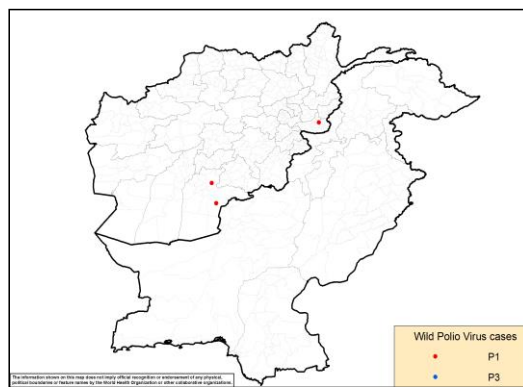 Wild Polio Virus cases
P1
P3
The information shown on this map does not imply official recognition or endorsement of any physical,
political boundaries or feature names by the World Health Organization or other collaborative organizations.